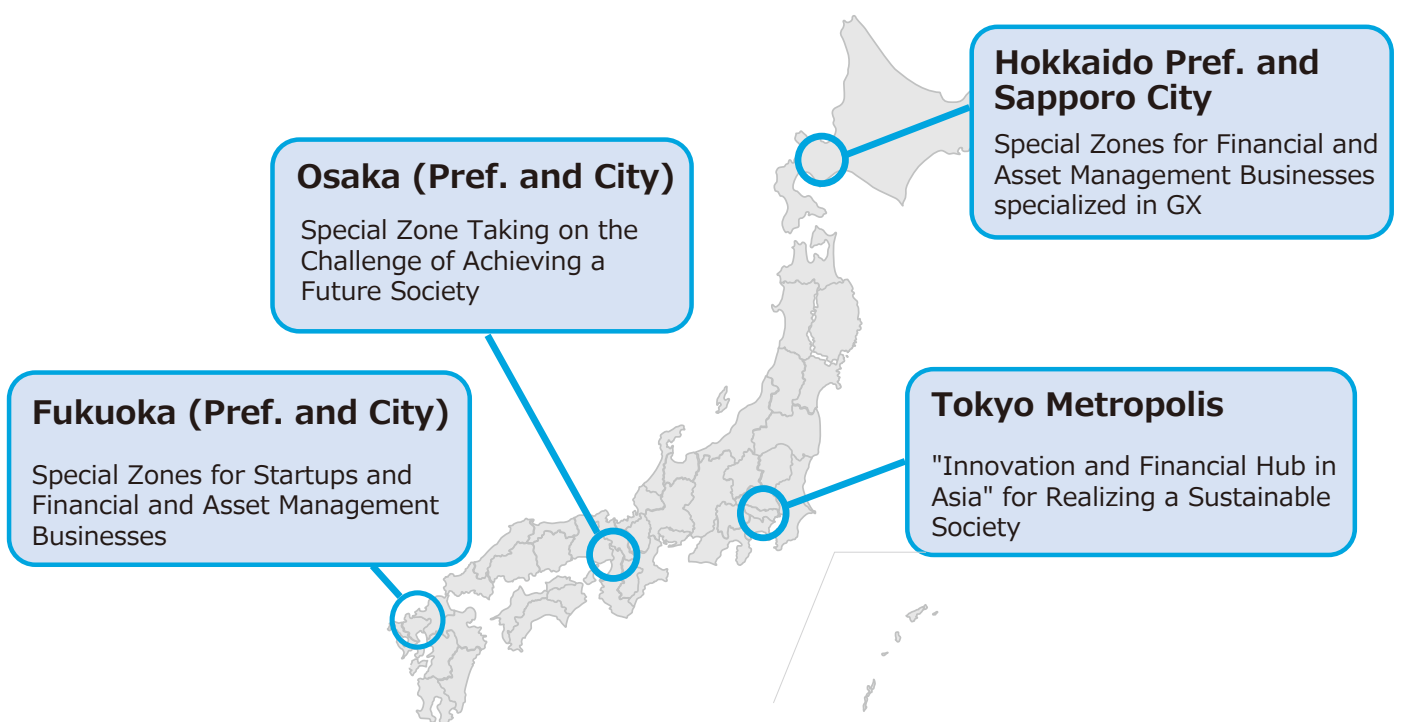 Hokkaido Pref. and
Sapporo City
Special Zones for Financial and
Asset Management Businesses
specialized in GX
Osaka (Pref. and City)
Special Zone Taking on the
Challenge of Achieving a
Future Society
Fukuoka (Pref. and City)
Special Zones for Startups and
Financial and Asset Management
Businesses
Tokyo Metropolis
"Innovation and Financial Hub in
Asia" for Realizing a Sustainable
Society